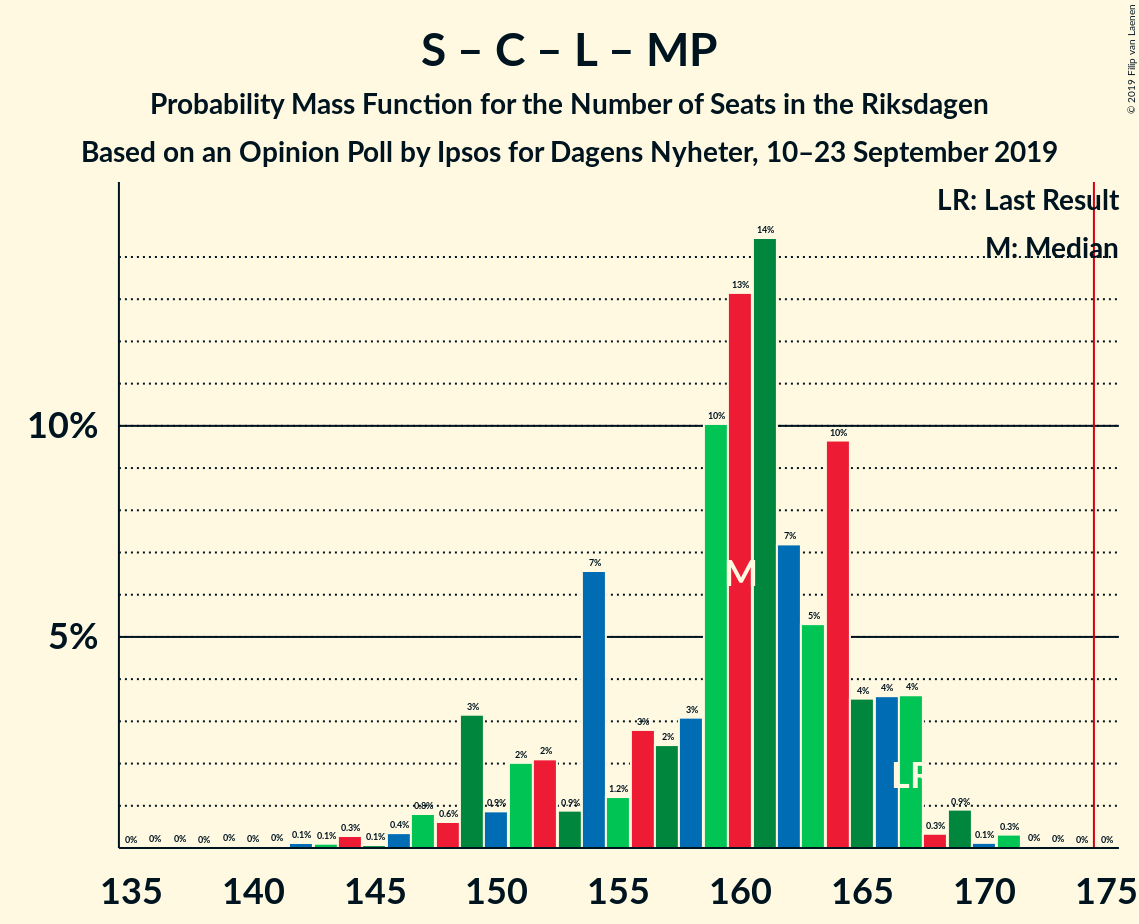 S – C – L – MP
Probability Mass Function for the Number of Seats in the Riksdagen
Based on an Opinion Poll by Ipsos for Dagens Nyheter, 10–23 September 2019
© 2019 Filip van Laenen
LR: Last Result
M: Median
10%
5%
0% 0% 0% 0% 0% 0% 0% 0.1% 0.1% 0.3% 0.1% 0.4% 0.8% 0.6% 3% 0.9% 2% 2% 0.9% 7% 1.2% 3% 2% 3% 10% 13% 14% 7% 5% 10% 4% 4% 4% 0.3% 0.9% 0.1% 0.3% 0% 0% 0% 0%
M
LR
135 140 145 150 155 160 165 170 175